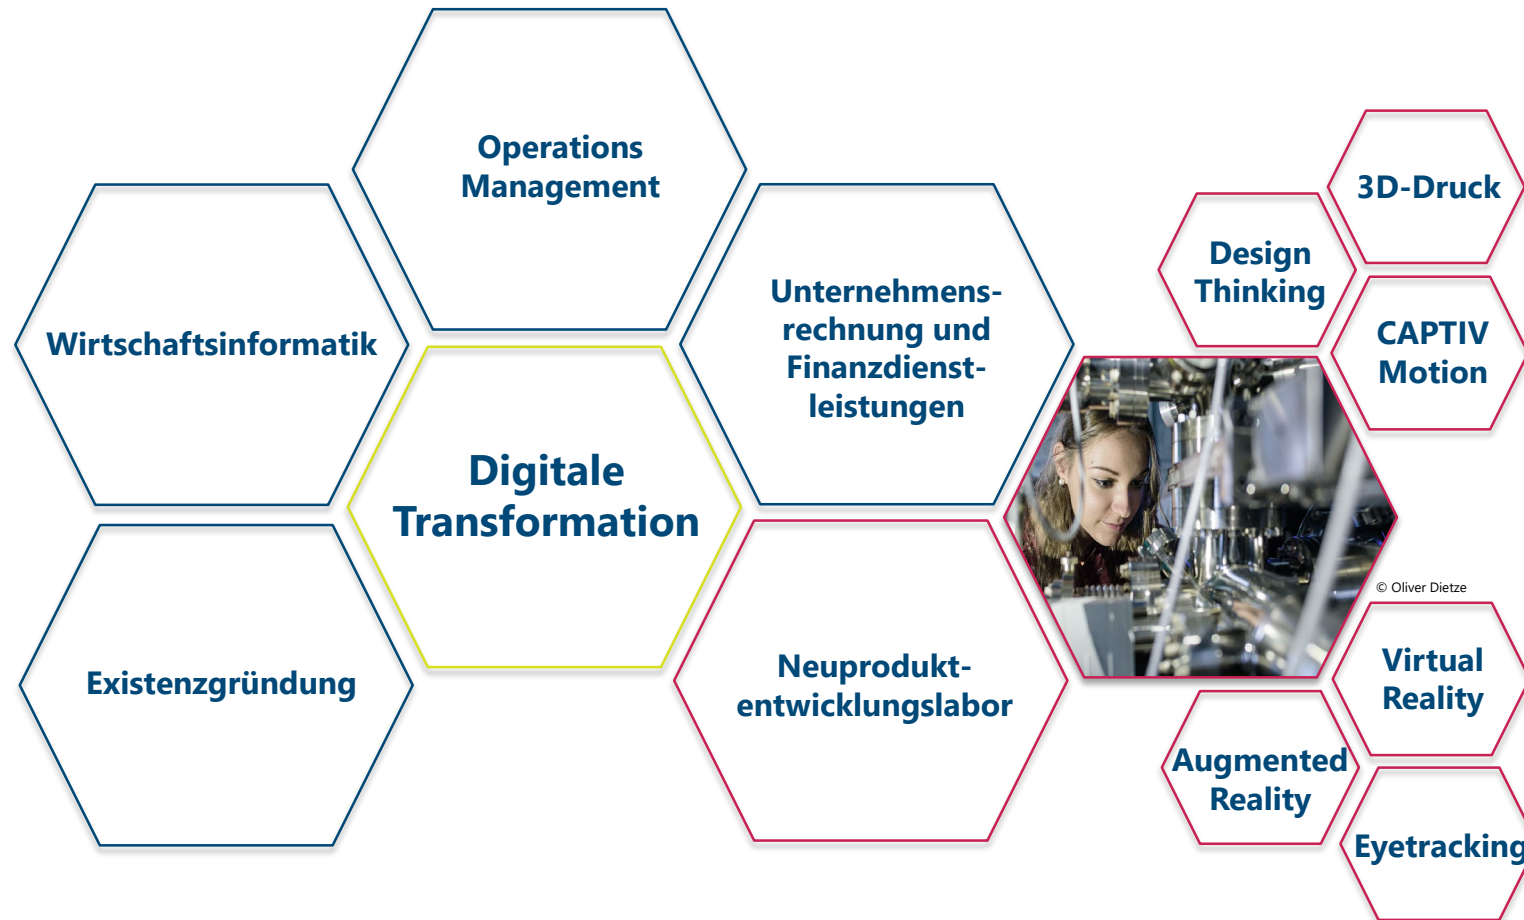 Operations
Management
Wirtschaftsinformatik
Unternehmens-
rechnung und
Finanzdienst-
leistungen
Digitale
Transformation
Existenzgründung
Neuprodukt-
entwicklungslabor
3D-Druck
Design
Thinking
CAPTIV
Motion
© Oliver Dietze
Virtual
Reality
Augmented
Reality
Eyetracking